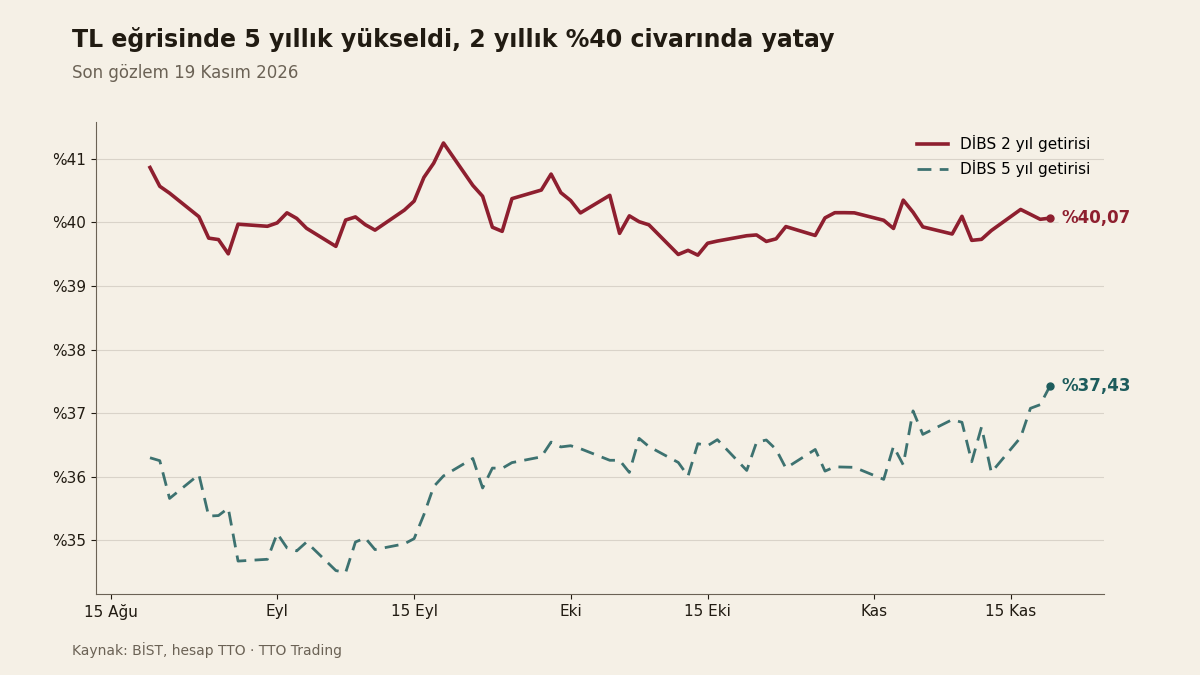 TL eğrisinde 5 yıllık yükseldi, 2 yıllık %40 civarında yatay
Son gözlem 19 Kasım 2026
DİBS 2 yıl getirisi
DİBS 5 yıl getirisi
%41
%40
%39
%38
%37
%36
%35
%40,07
%37,43
15 Ağu
Eyl
15 Eyl
Eki
15 Eki
Kas
15 Kas
Kaynak: BİST, hesap TTO · TTO Trading